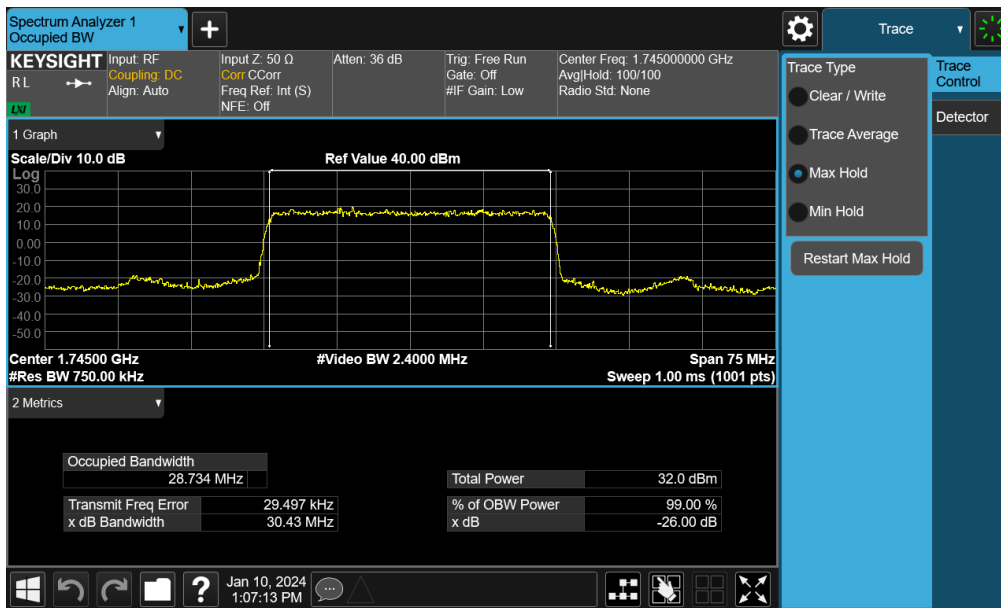 Spectrum Analyzer 1
Occupied BW
Trace
KEYSIGHT
R L
LXI
Input: RF
Coupling: DC
Align: Auto
Input Z: 50 Ω
Corr CCorr
Freq Ref: Int (S)
NFE: Off
Atten: 36 dB
Trig: Free Run
Gate: Off
#IF Gain: Low
Center Freq: 1.745000000 GHz
Avg|Hold: 100/100
Radio Std: None
Trace Type
Clear / Write
Trace Average
Max Hold
Min Hold
Restart Max Hold
Trace
Control
Detector
1 Graph
Scale/Div 10.0 dB
Ref Value 40.00 dBm
Log
30.0
20.0
10.0
0.00
-10.0
-20.0
-30.0
-40.0
-50.0
Center 1.74500 GHz
#Video BW 2.4000 MHz
Span 75 MHz
#Res BW 750.00 kHz
Sweep 1.00 ms (1001 pts)
2 Metrics
Occupied Bandwidth
28.734 MHz
Total Power 32.0 dBm
Transmit Freq Error 29.497 kHz
% of OBW Power 99.00 %
x dB Bandwidth 30.43 MHz
x dB -26.00 dB
?
Jan 10, 2024
1:07:13 PM